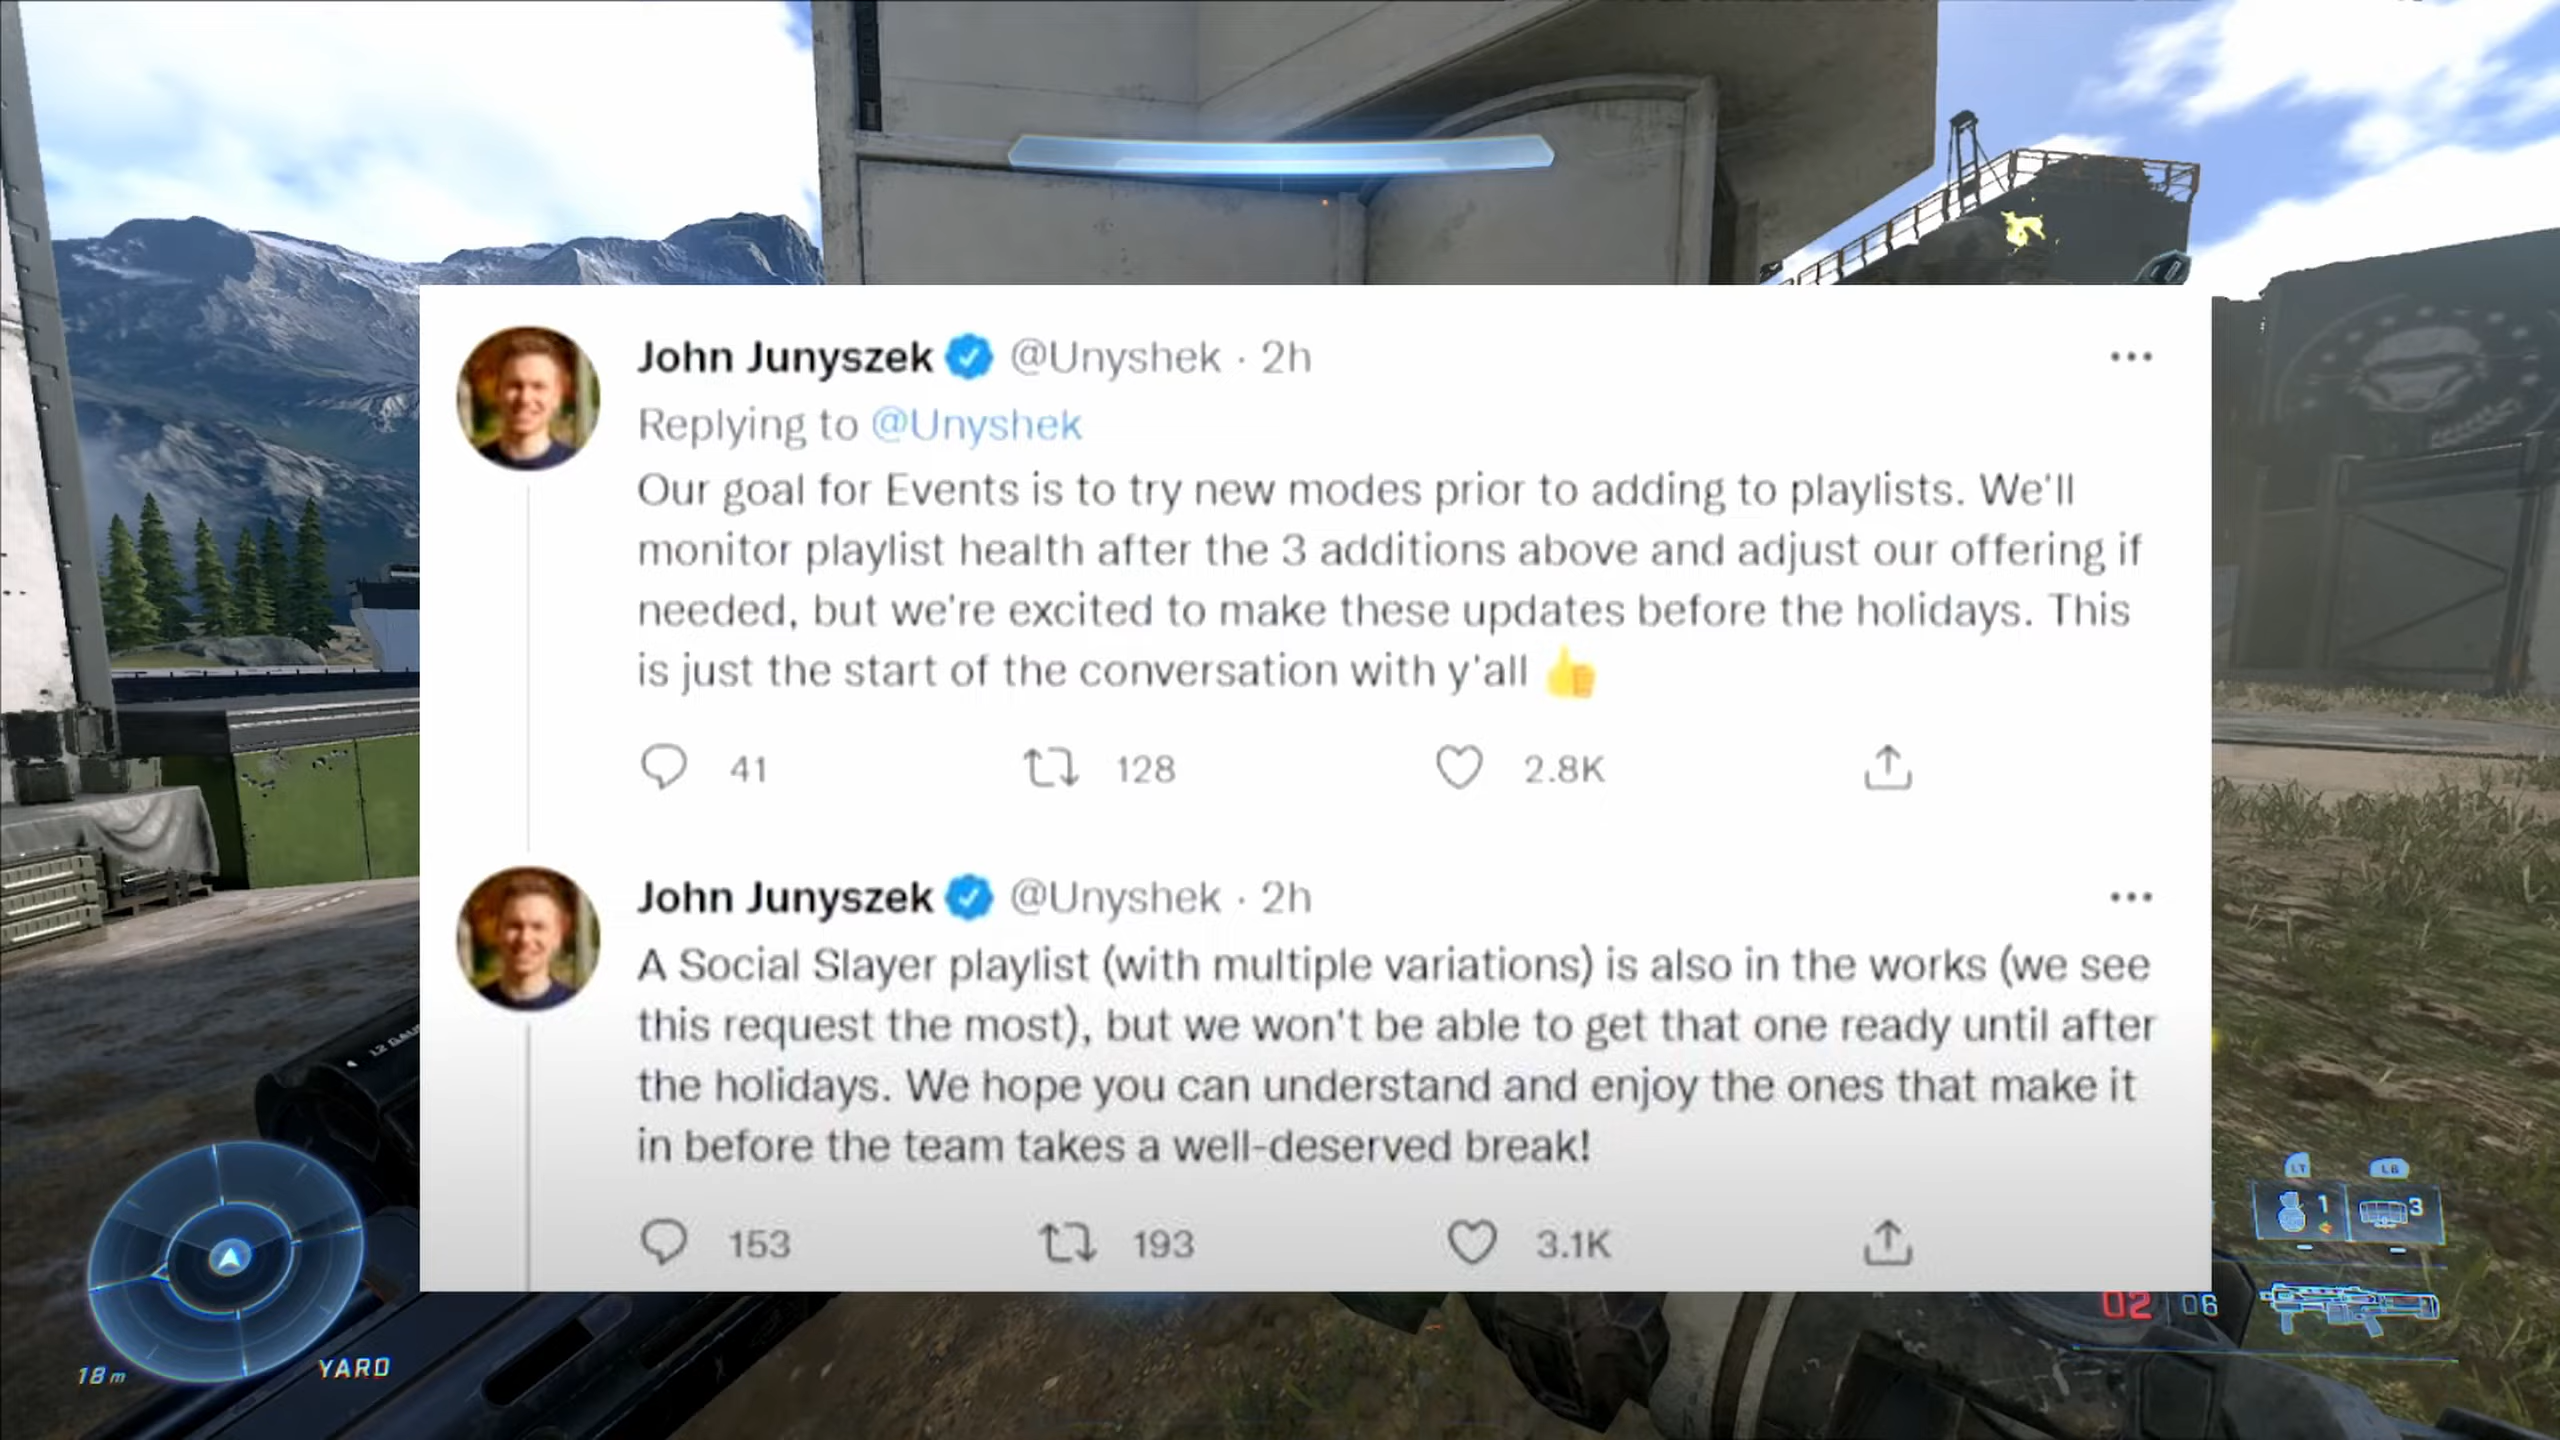 John Junyszek @Unyshek · 2h
Replying to @Unyshek
Our goal for Events is to try new modes prior to adding to playlists. We'll
monitor playlist health after the 3 additions above and adjust our offering if
needed, but we're excited to make these updates before the holidays. This
is just the start of the conversation with y'all 👍
41 128 2.8K
John Junyszek @Unyshek · 2h
A Social Slayer playlist (with multiple variations) is also in the works (we see
this request the most), but we won't be able to get that one ready until after
the holidays. We hope you can understand and enjoy the ones that make it
in before the team takes a well-deserved break!
153 193 3.1K
LT LB
1 3
02 06
18 m YARD